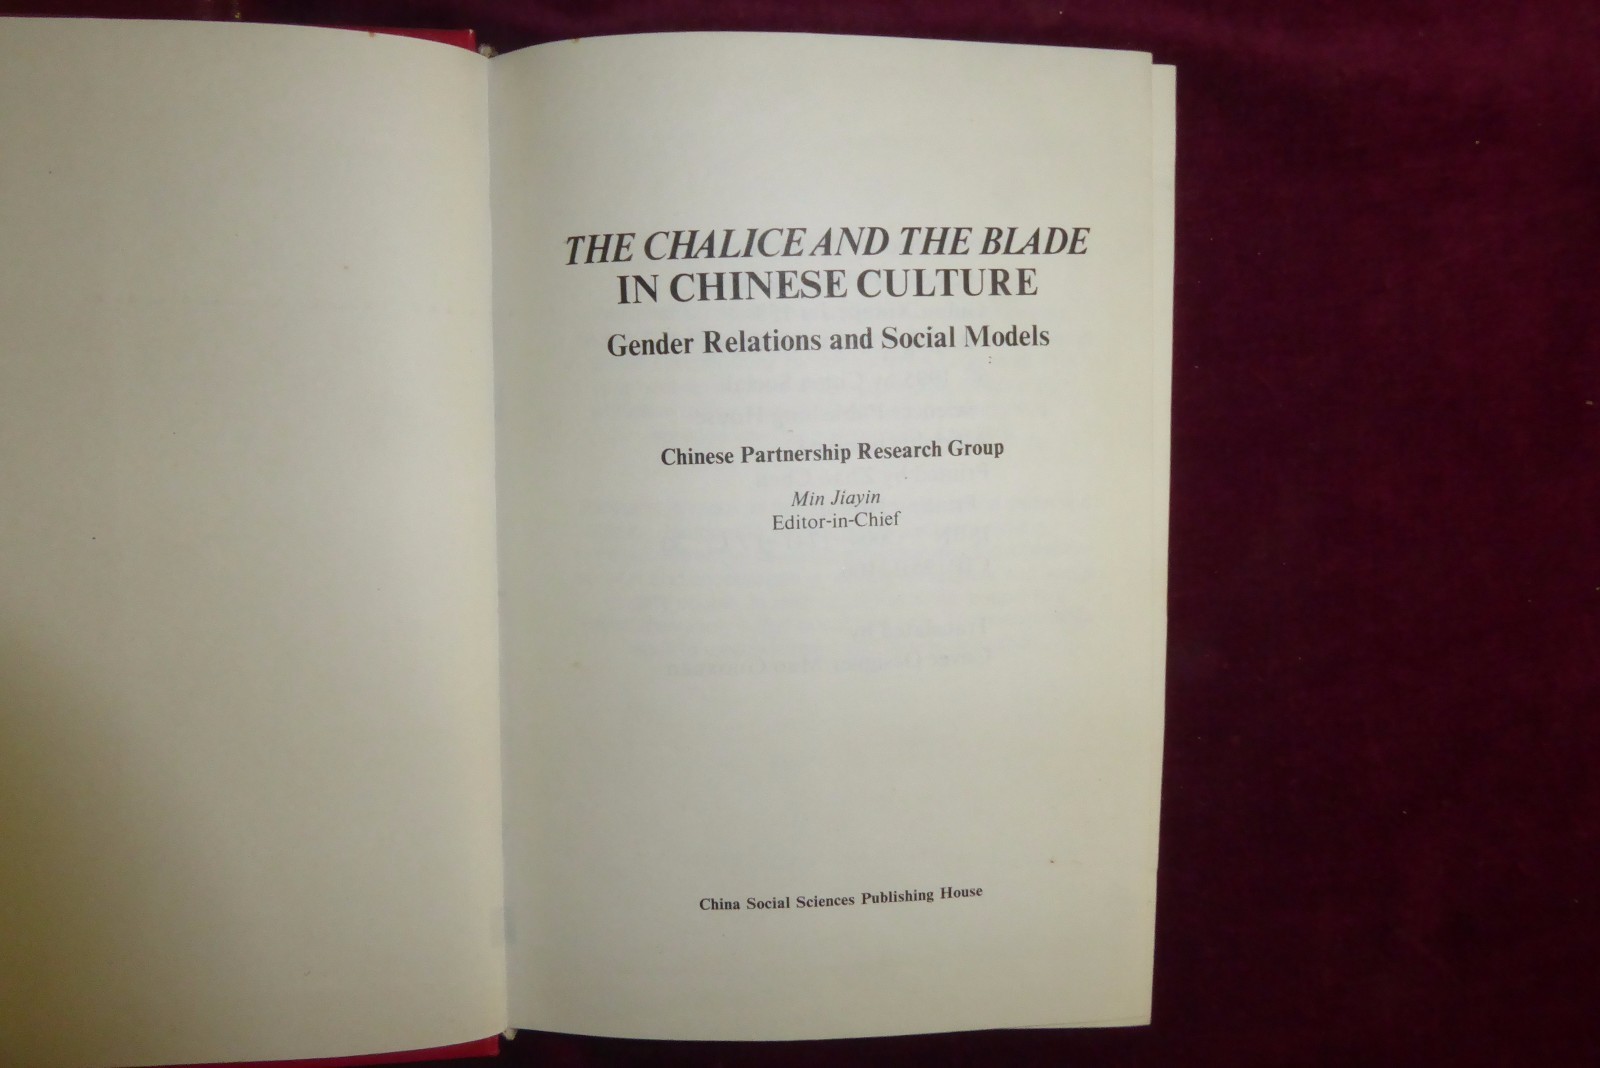 THE CHALICE AND THE BLADE
IN CHINESE CULTURE
Gender Relations and Social Models
Chinese Partnership Research Group
Min Jiayin
Editor-in-Chief
China Social Sciences Publishing House